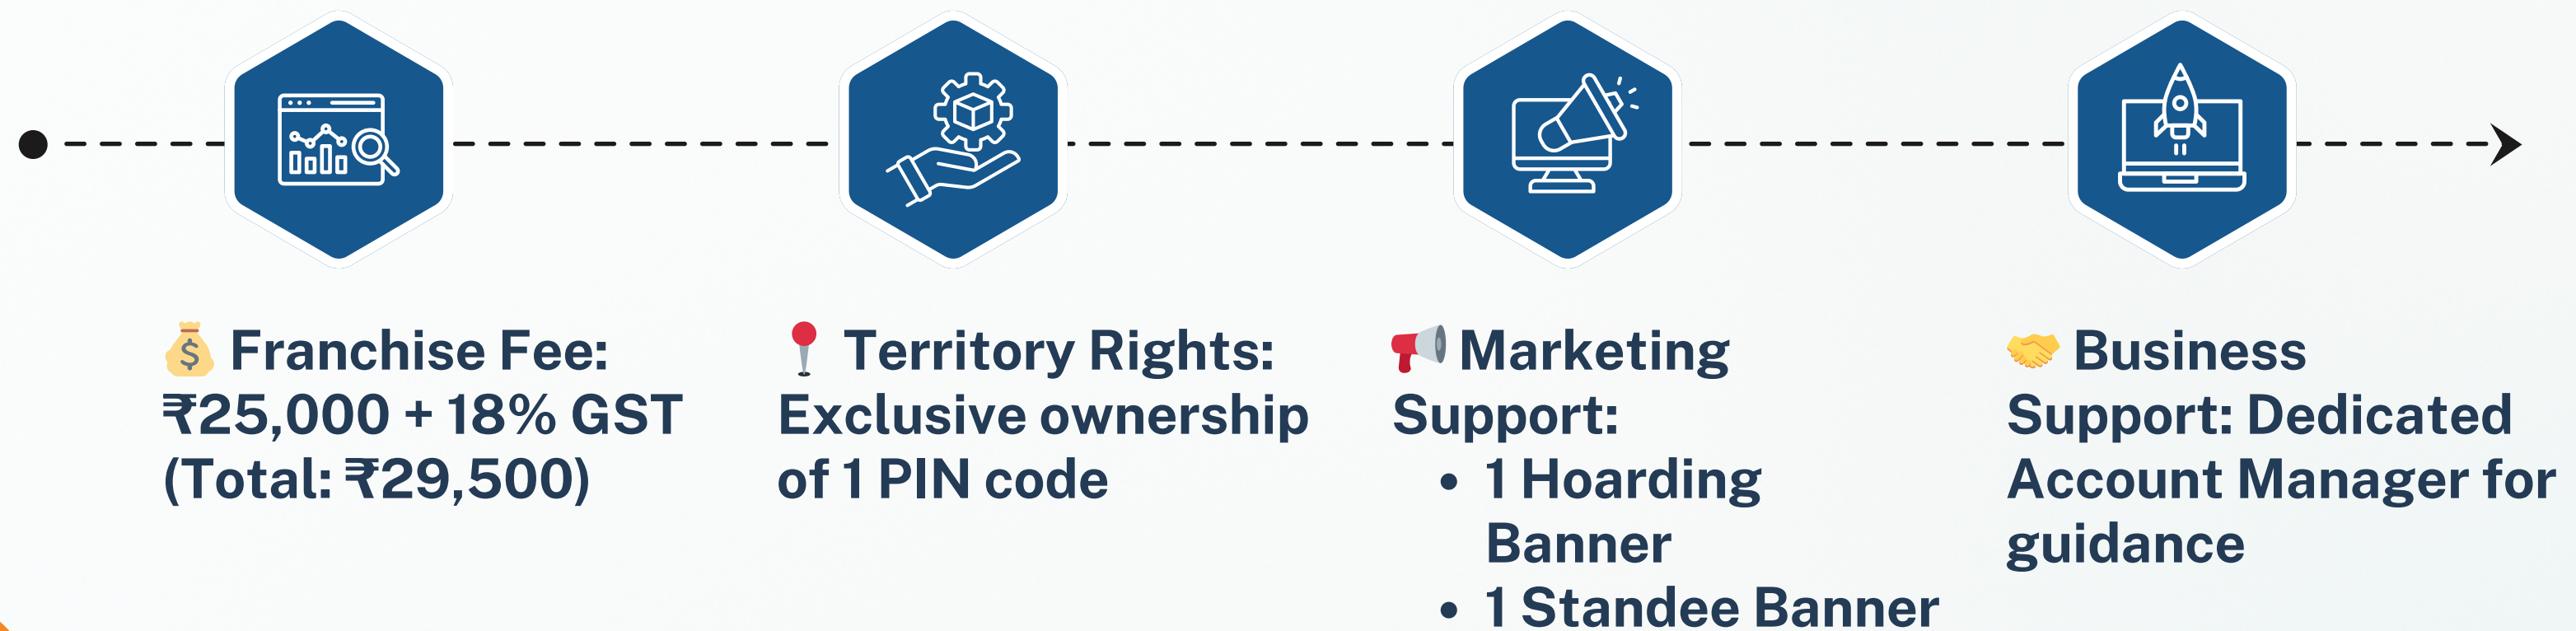 💰 Franchise Fee:
₹25,000 + 18% GST
(Total: ₹29,500)
📍 Territory Rights:
Exclusive ownership
of 1 PIN code
📢 Marketing
Support:
• 1 Hoarding
Banner
• 1 Standee Banner
🤝 Business
Support: Dedicated
Account Manager for
guidance